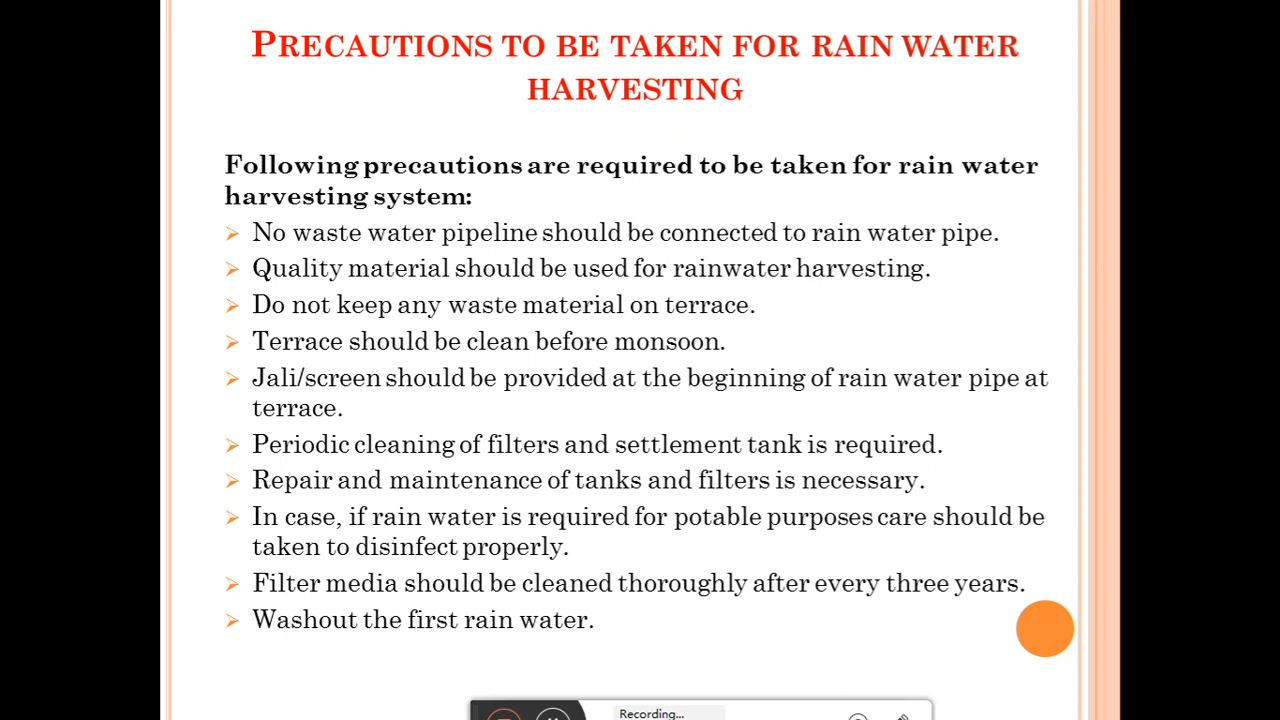 PRECAUTIONS TO BE TAKEN FOR RAIN WATER
HARVESTING
Following precautions are required to be taken for rain water
harvesting system:
No waste water pipeline should be connected to rain water pipe.
Quality material should be used for rainwater harvesting.
Do not keep any waste material on terrace.
Terrace should be clean before monsoon.
Jali/screen should be provided at the beginning of rain water pipe at
terrace.
Periodic cleaning of filters and settlement tank is required.
Repair and maintenance of tanks and filters is necessary.
In case, if rain water is required for potable purposes care should be
taken to disinfect properly.
Filter media should be cleaned thoroughly after every three years.
Washout the first rain water.
Recording...